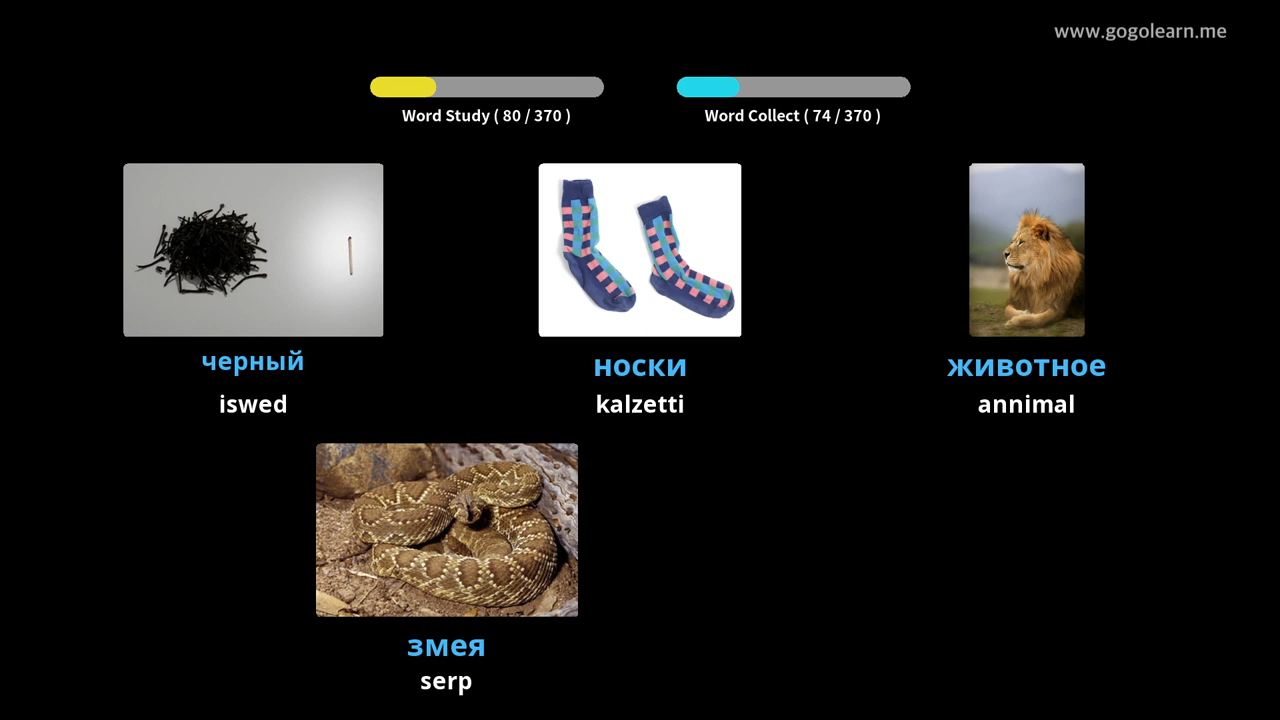 www.gogolearn.me
Word Study ( 80 / 370 )
Word Collect ( 74 / 370 )
черный
iswed
носки
kalzetti
животное
annimal
змея
serp